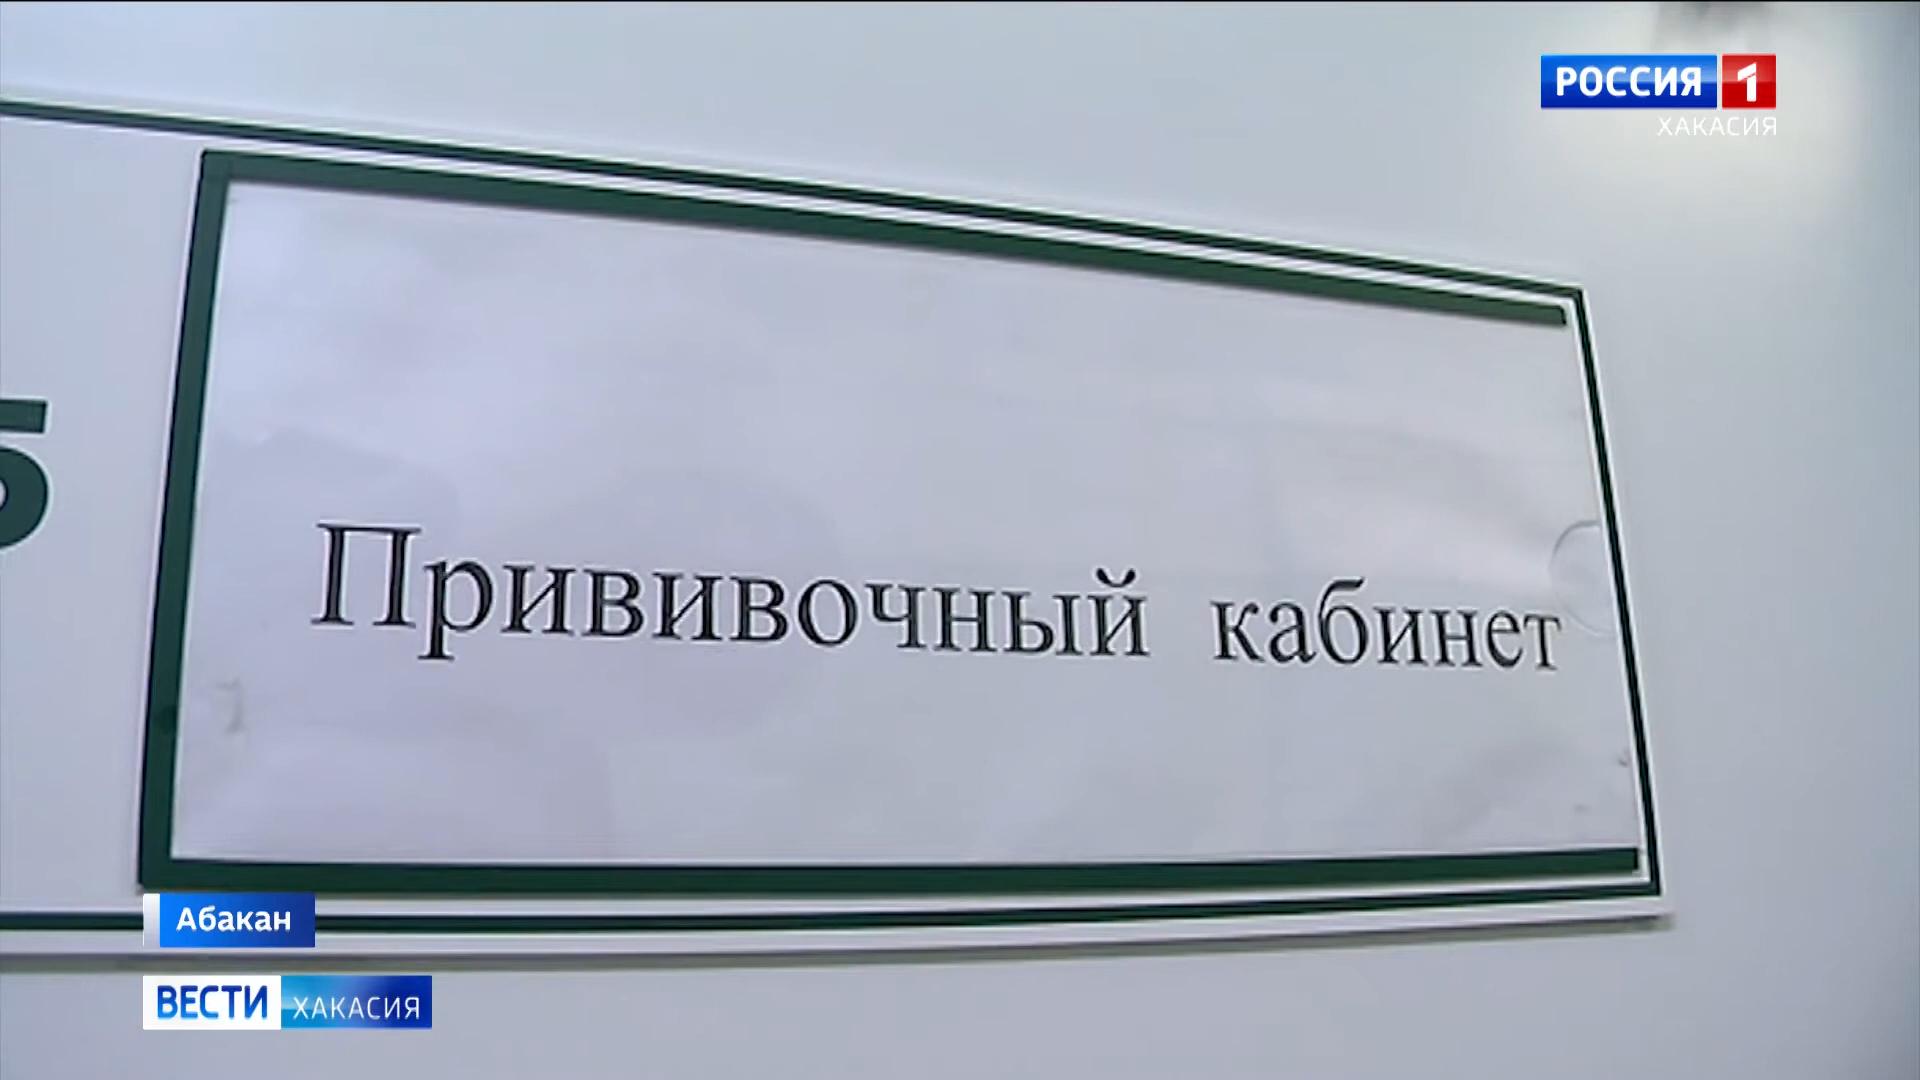 РОССИЯ 1
ХАКАСИЯ
Прививочный кабинет
Абакан
ВЕСТИ ХАКАСИЯ